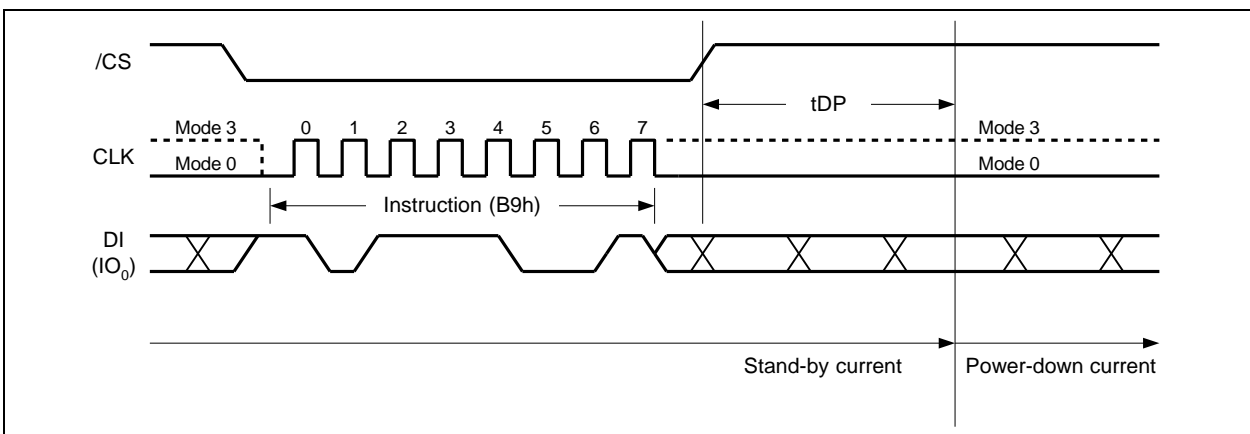 /CS
tDP
Mode 3 0 1 2 3 4 5 6 7 Mode 3
CLK
Mode 0 Mode 0
Instruction (B9h)
DI
(IO₀)
Stand-by current Power-down current